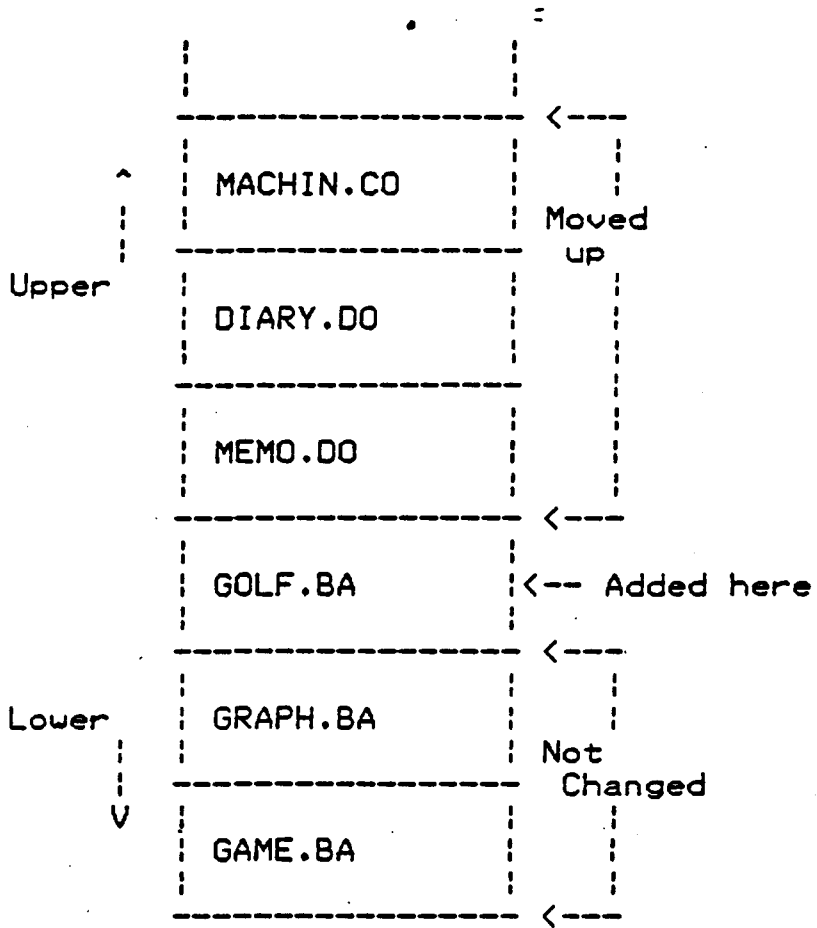 MACHIN.CO
Moved
up
Upper
DIARY.DO
MEMO.DO
GOLF.BA <-- Added here
Lower
GRAPH.BA
Not
Changed
GAME.BA